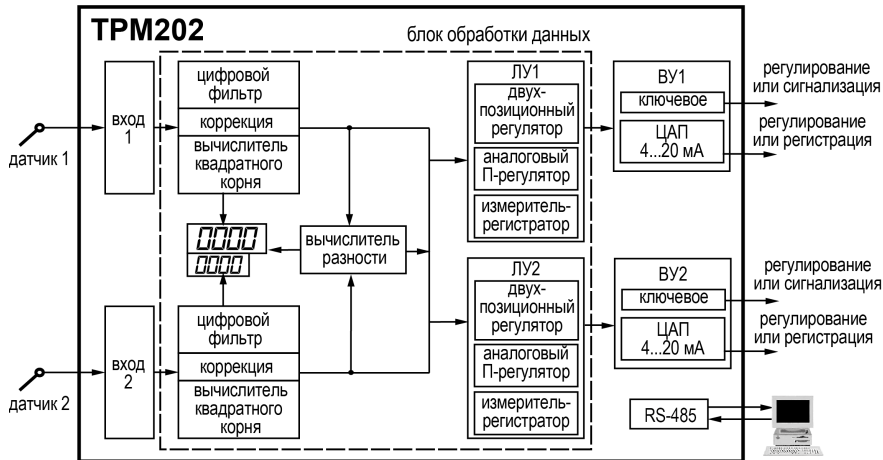 ТРМ202
блок обработки данных
датчик 1
вход
1
цифровой
фильтр
коррекция
вычислитель
квадратного
корня
0000
0000
вычислитель
разности
ЛУ1
двух-
позиционный
регулятор
аналоговый
П-регулятор
измеритель-
регистратор
ВУ1
ключевое
ЦАП
4...20 мА
регулирование
или сигнализация
регулирование
или регистрация
датчик 2
вход
2
цифровой
фильтр
коррекция
вычислитель
квадратного
корня
ЛУ2
двух-
позиционный
регулятор
аналоговый
П-регулятор
измеритель-
регистратор
ВУ2
ключевое
ЦАП
4...20 мА
регулирование
или сигнализация
регулирование
или регистрация
RS-485